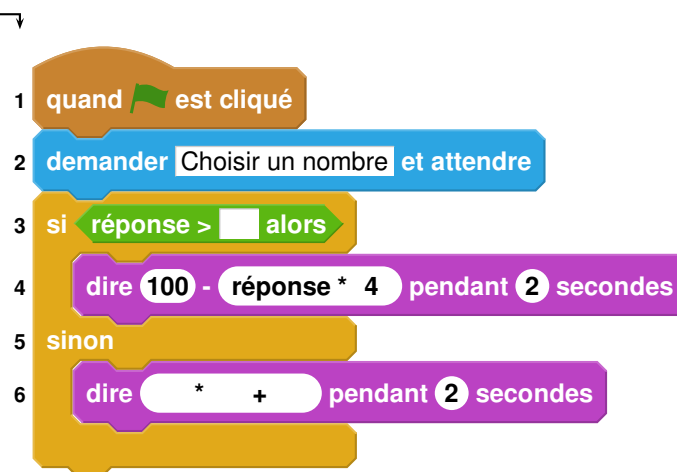 1 quand est cliqué
2 demander Choisir un nombre et attendre
3 si réponse > alors
4 dire 100 - réponse * 4 pendant 2 secondes
5 sinon
6 dire * + pendant 2 secondes